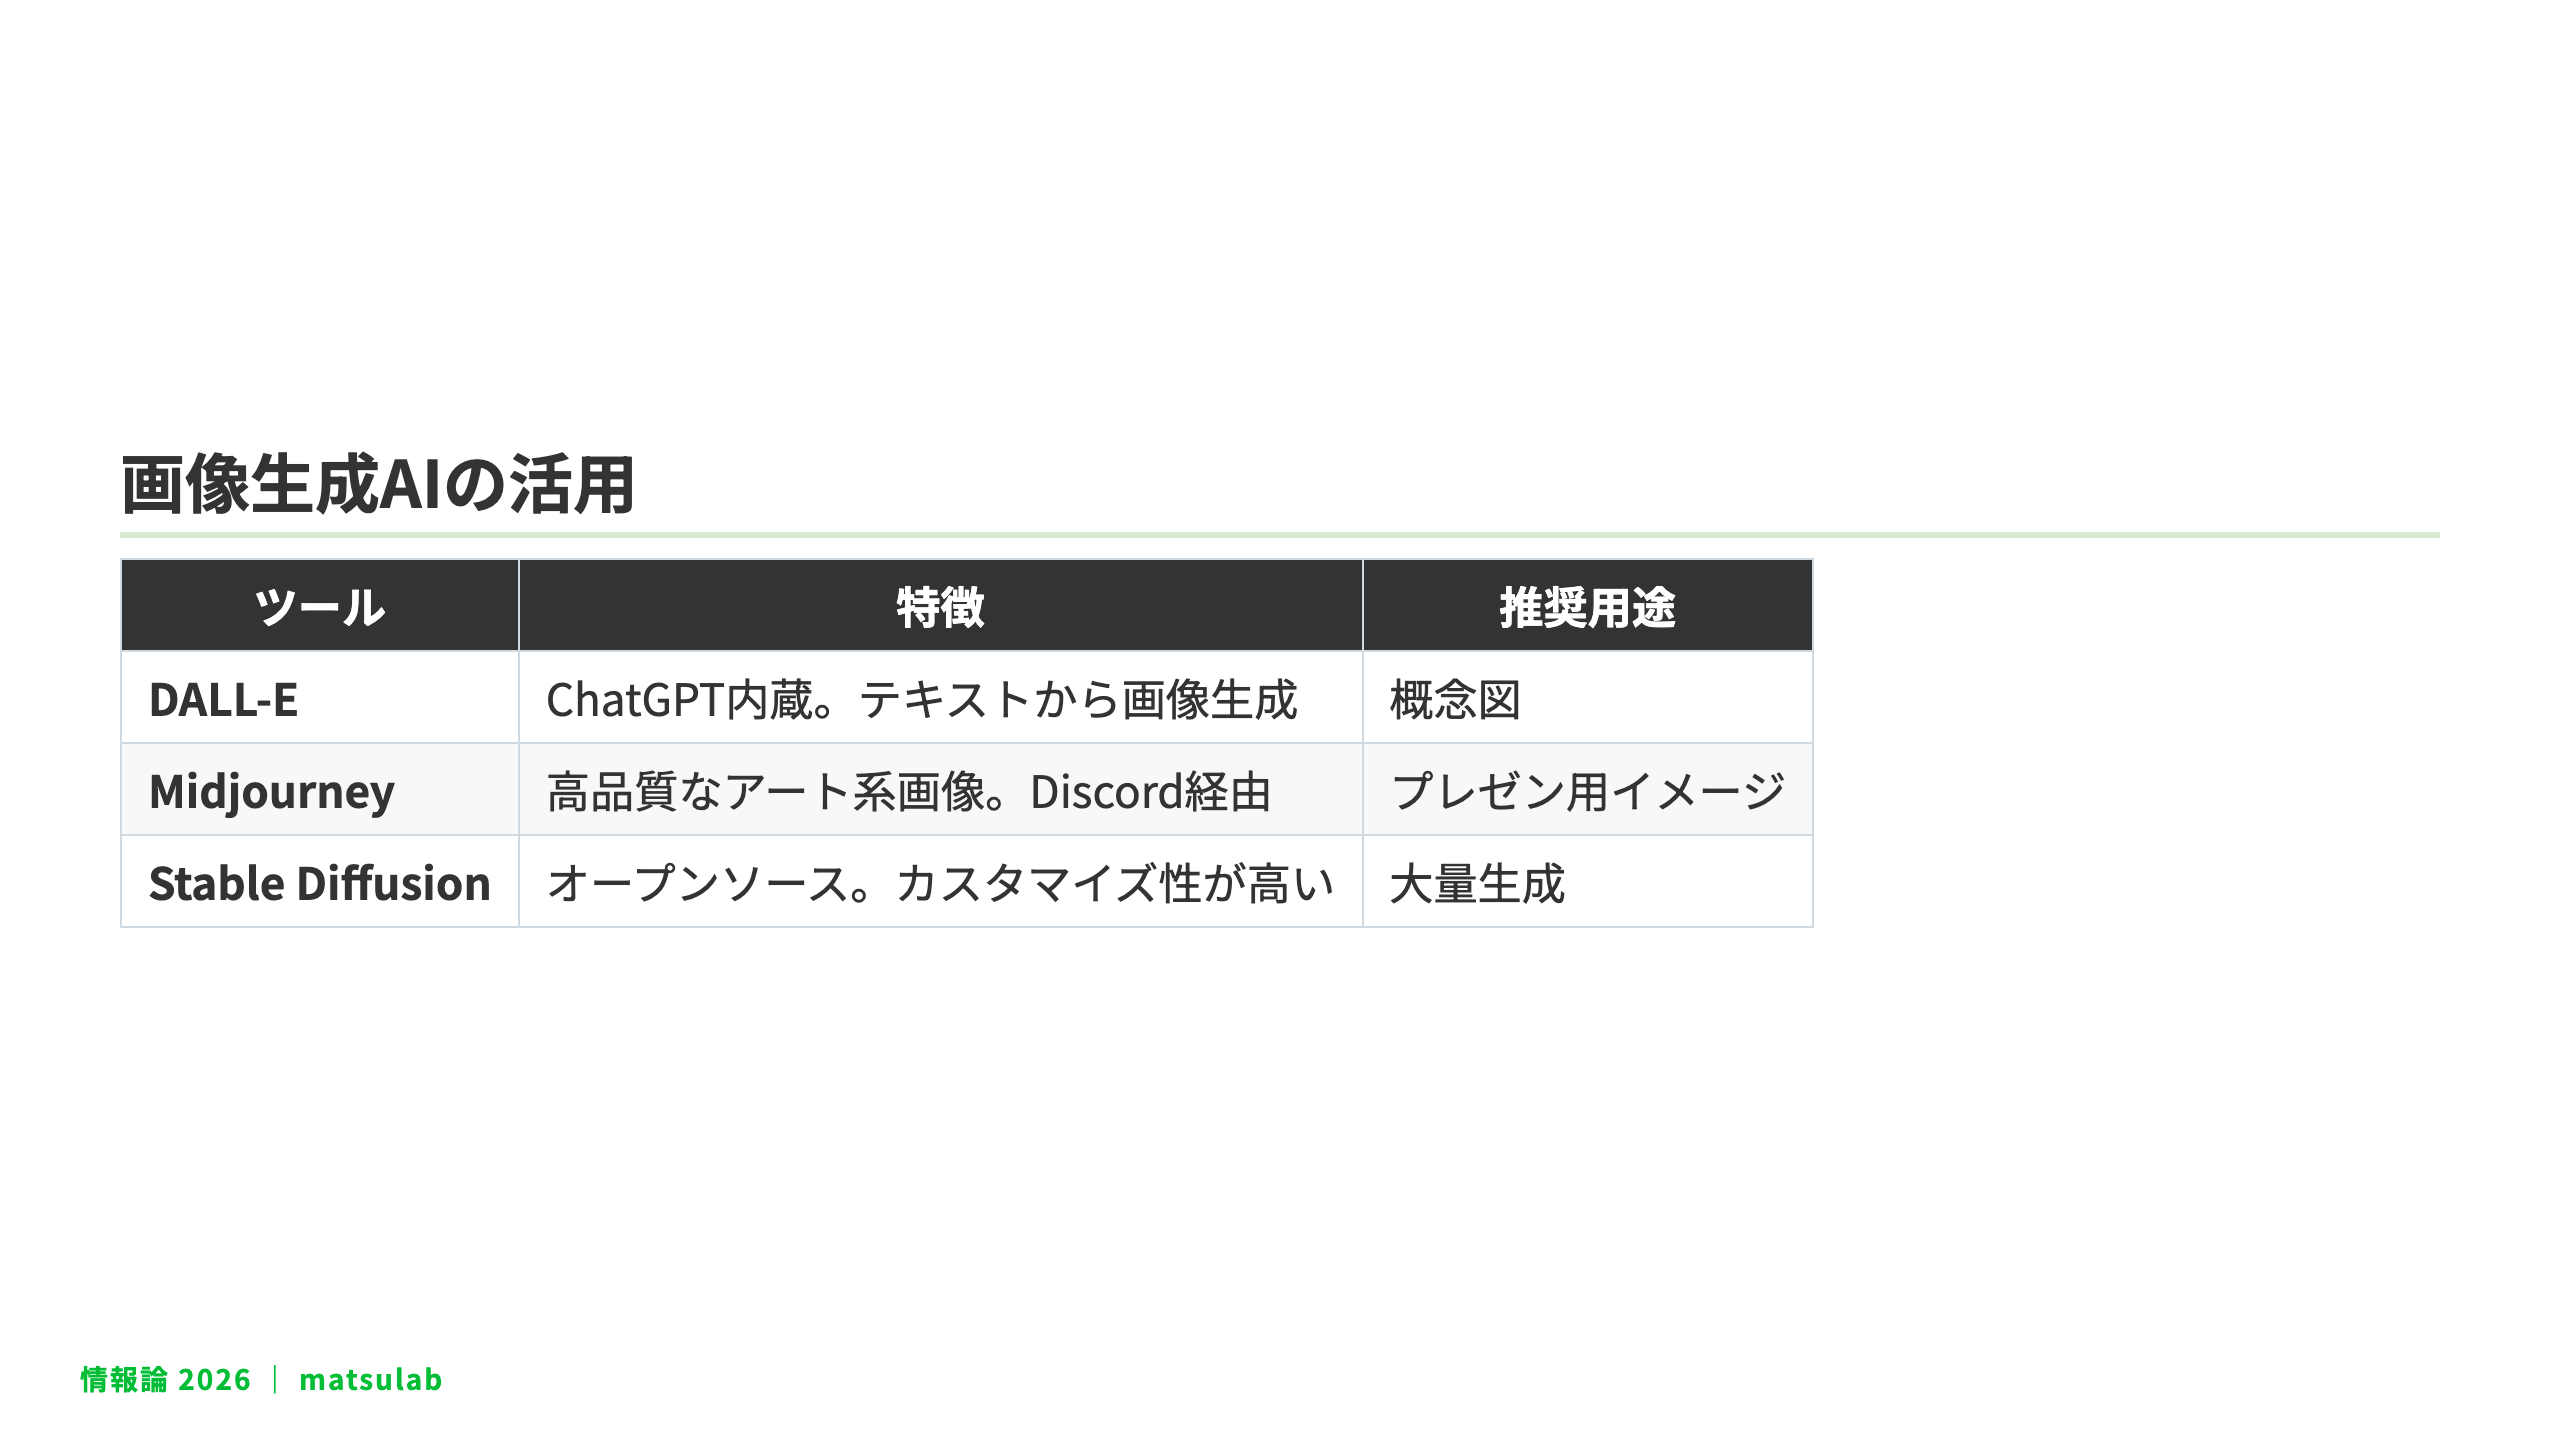 画像生成AIの活用
ツール 特徴 推奨用途
DALL-E ChatGPT内蔵。テキストから画像生成 概念図
Midjourney 高品質なアート系画像。Discord経由 プレゼン用イメージ
Stable Diffusion オープンソース。カスタマイズ性が高い 大量生成
情報論 2026 ｜ matsulab